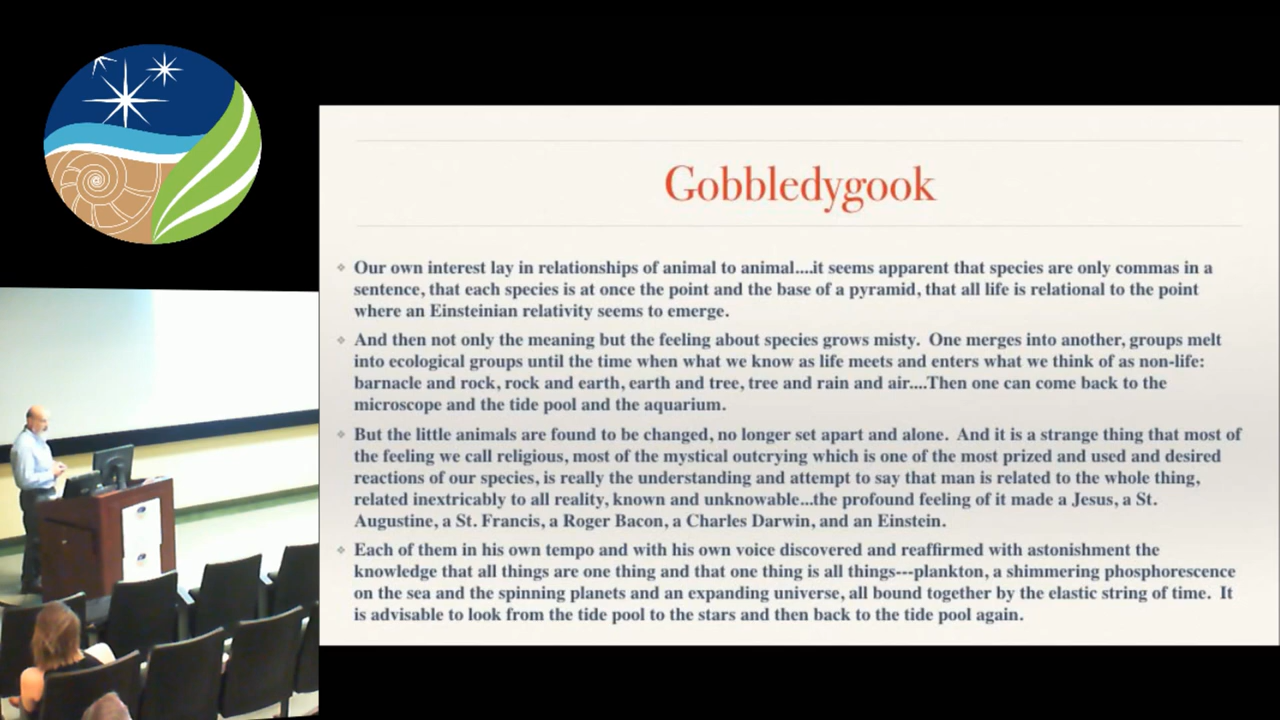 Gobbledygook
Our own interest lay in relationships of animal to animal....it seems apparent that species are only commas in a
sentence, that each species is at once the point and the base of a pyramid, that all life is relational to the point
where an Einsteinian relativity seems to emerge.
And then not only the meaning but the feeling about species grows misty.  One merges into another, groups melt
into ecological groups until the time when what we know as life meets and enters what we think of as non-life:
barnacle and rock, rock and earth, earth and tree, tree and rain and air....Then one can come back to the
microscope and the tide pool and the aquarium.
But the little animals are found to be changed, no longer set apart and alone.  And it is a strange thing that most of
the feeling we call religious, most of the mystical outcrying which is one of the most prized and used and desired
reactions of our species, is really the understanding and attempt to say that man is related to the whole thing,
related inextricably to all reality, known and unknowable...the profound feeling of it made a Jesus, a St.
Augustine, a St. Francis, a Roger Bacon, a Charles Darwin, and an Einstein.
Each of them in his own tempo and with his own voice discovered and reaffirmed with astonishment the
knowledge that all things are one thing and that one thing is all things---plankton, a shimmering phosphorescence
on the sea and the spinning planets and an expanding universe, all bound together by the elastic string of time.  It
is advisable to look from the tide pool to the stars and then back to the tide pool again.